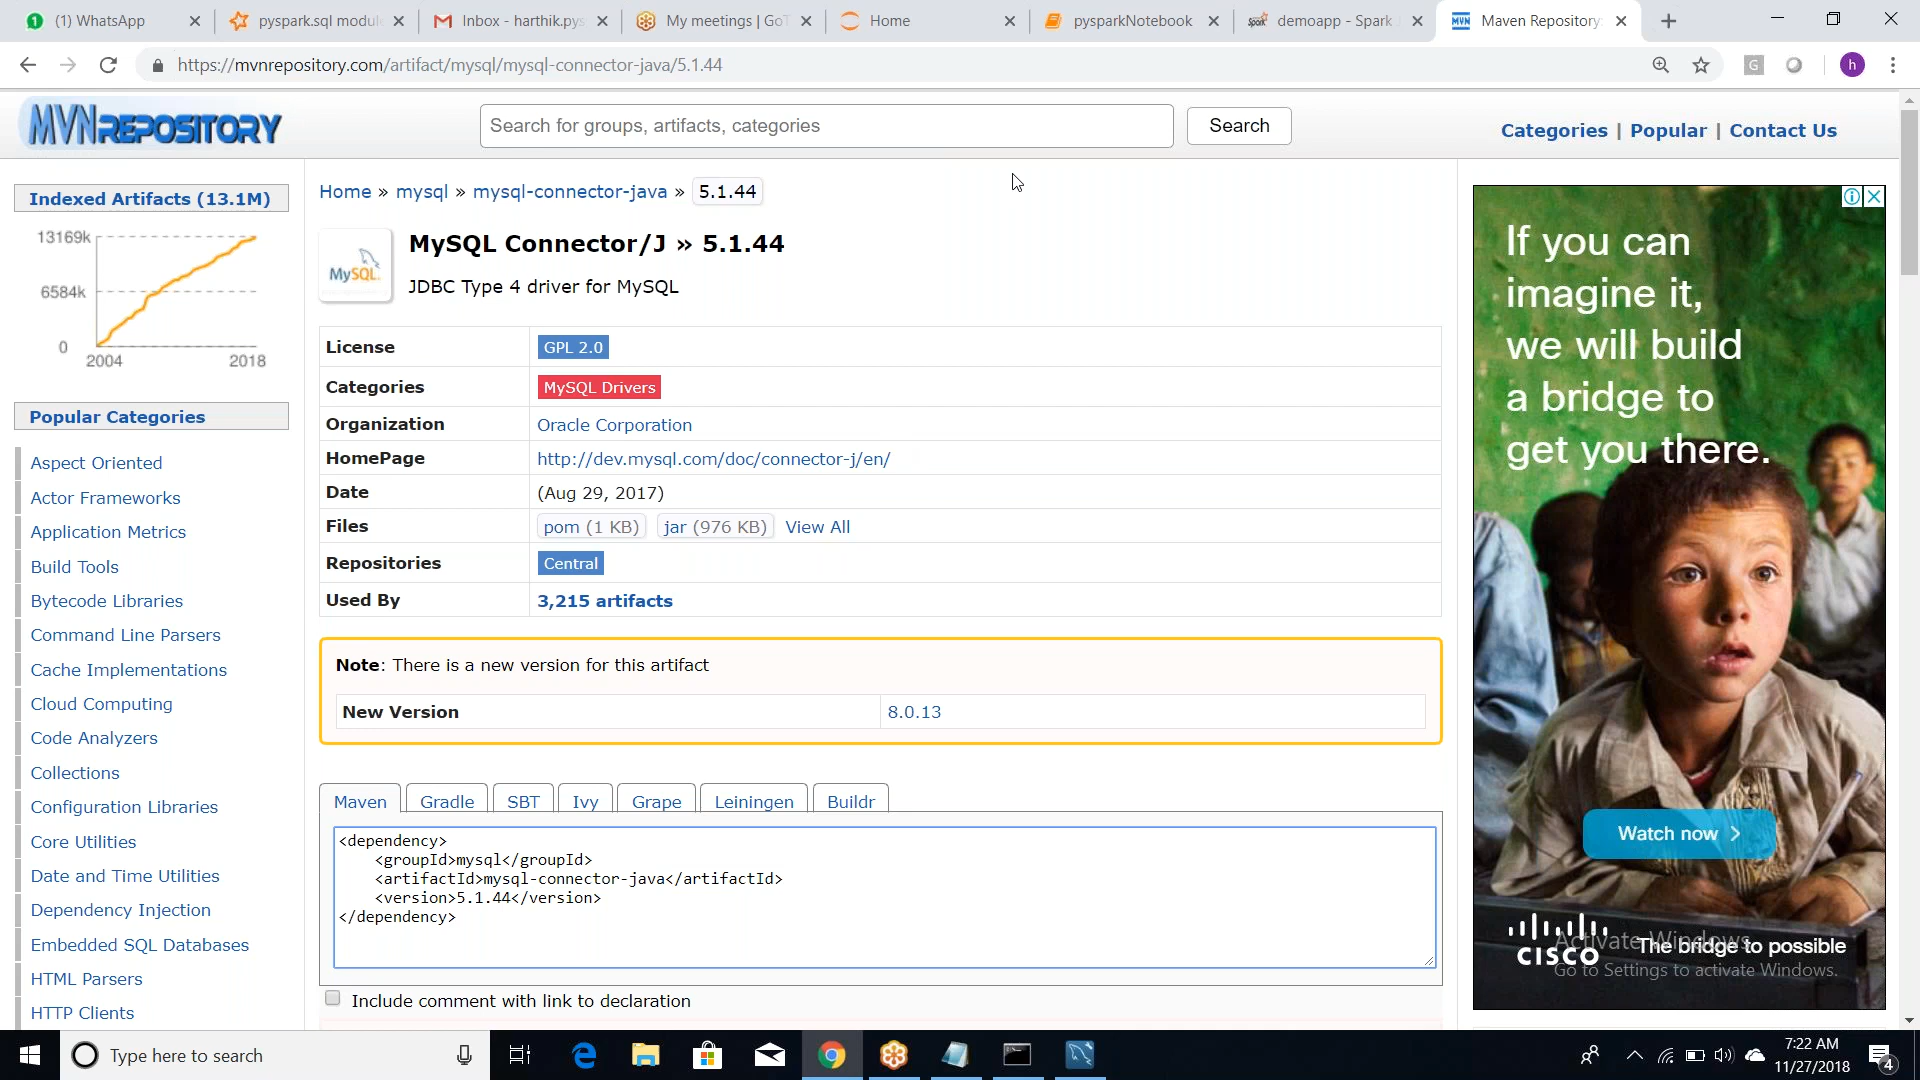 (1) WhatsApp
pyspark.sql modul
Inbox - harthik.pys
My meetings | GoT
Home
pysparkNotebook
demoapp - Spark
Maven Repository
https://mvnrepository.com/artifact/mysql/mysql-connector-java/5.1.44
G
h
MVNREPOSITORY
Search for groups, artifacts, categories
Search
Categories | Popular | Contact Us
Indexed Artifacts (13.1M)
13169k
6584k
0
2004
2018
Popular Categories
Aspect Oriented
Actor Frameworks
Application Metrics
Build Tools
Bytecode Libraries
Command Line Parsers
Cache Implementations
Cloud Computing
Code Analyzers
Collections
Configuration Libraries
Core Utilities
Date and Time Utilities
Dependency Injection
Embedded SQL Databases
HTML Parsers
HTTP Clients
Home » mysql » mysql-connector-java » 5.1.44
MySQL
MySQL Connector/J » 5.1.44
JDBC Type 4 driver for MySQL
License GPL 2.0
Categories MySQL Drivers
Organization Oracle Corporation
HomePage http://dev.mysql.com/doc/connector-j/en/
Date (Aug 29, 2017)
Files pom (1 KB) jar (976 KB) View All
Repositories Central
Used By 3,215 artifacts
Note: There is a new version for this artifact
New Version 8.0.13
Maven Gradle SBT Ivy Grape Leiningen Buildr
<dependency>
<groupId>mysql</groupId>
<artifactId>mysql-connector-java</artifactId>
<version>5.1.44</version>
</dependency>
Include comment with link to declaration
If you can
imagine it,
we will build
a bridge to
get you there.
Watch now
CISCO
The bridge to possible
Activate Windows
Go to Settings to activate Windows.
Type here to search
7:22 AM
11/27/2018
4